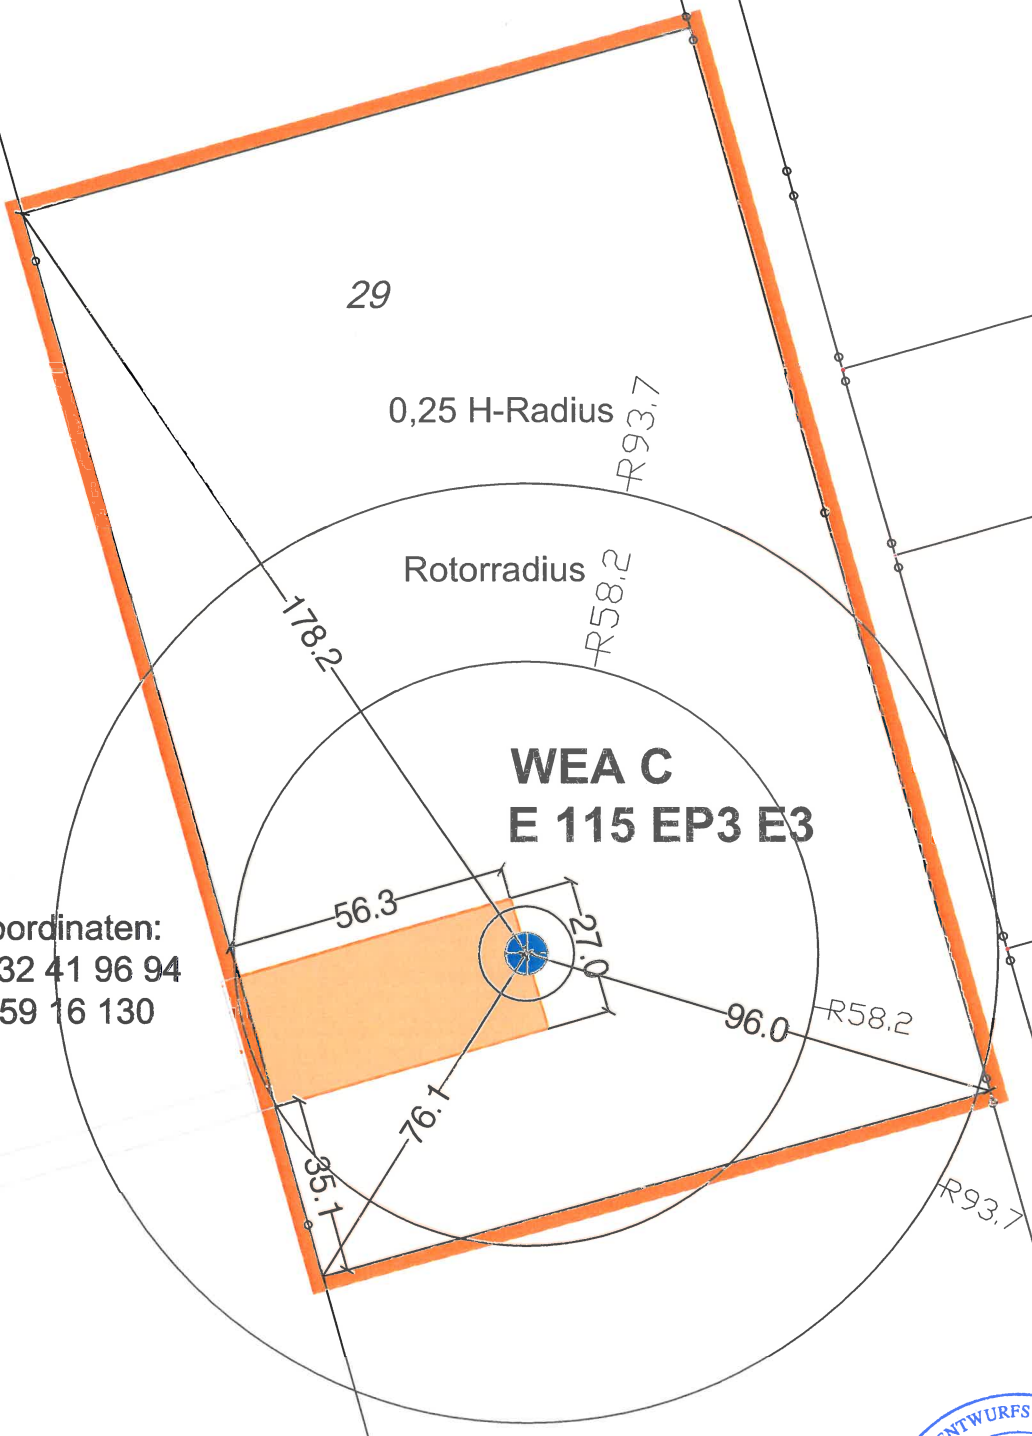 29
0,25 H-Radius
R93.7
Rotorradius
R58.2
178.2
WEA C
E 115 EP3 E3
56.3
27.0
oordinaten:
32 41 96 94
59 16 130
96.0
R58.2
76.1
35.1
R93.7
NTWURFS